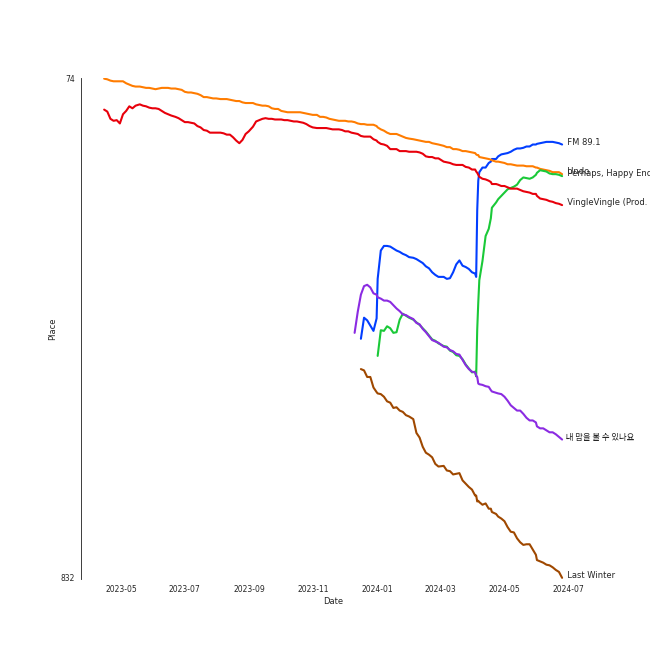 74
FM 89.1
Perhaps, Happy End
VingleVingle (Prod.
Place
내 맘을 볼 수 있나요
832
Last Winter
2023-05
2023-07
2023-09
2023-11
2024-01
2024-03
2024-05
2024-07
Date